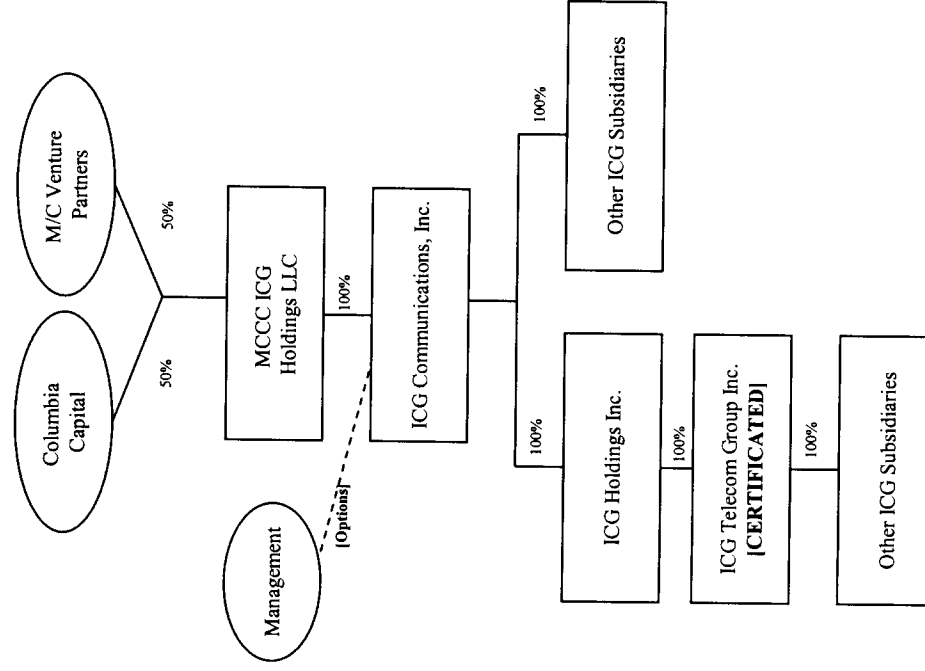 Columbia
Capital
M/C Venture
Partners
50%
50%
MCCC ICG
Holdings LLC
100%
Management
[Options]
ICG Communications, Inc.
100%
100%
ICG Holdings Inc.
Other ICG Subsidiaries
100%
ICG Telecom Group Inc.
[CERTIFICATED]
100%
Other ICG Subsidiaries